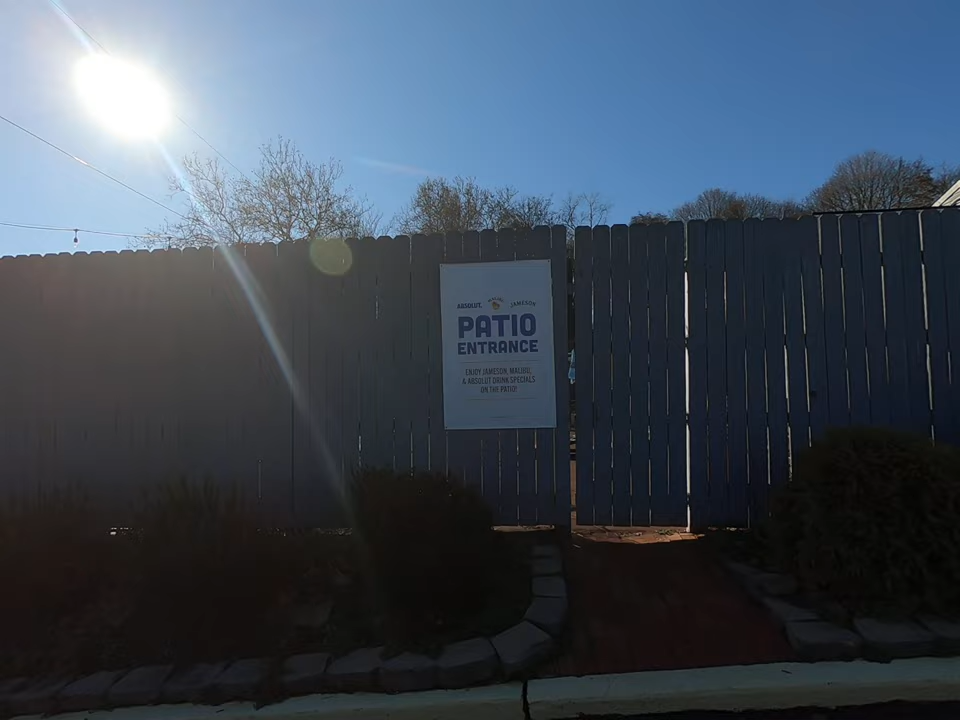 ABSOLUT. JAMESON
PATIO
ENTRANCE
ENJOY JAMESON, MALIBU,
& ABSOLUT DRINK SPECIALS
ON THE PATIO!